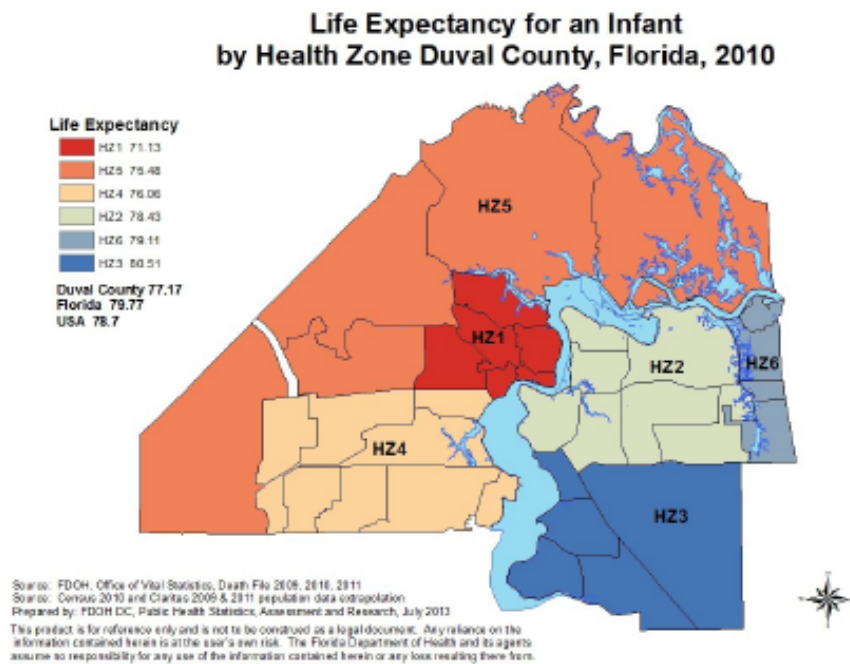 Life Expectancy for an Infant
by Health Zone Duval County, Florida, 2010
Life Expectancy
HZ1 71.13
HZ5 75.48
HZ4 76.06
HZ2 78.43
HZ6 79.11
HZ3 80.51
Duval County 77.17
Florida 79.77
USA 78.7
HZ5
HZ1
HZ2
HZ6
HZ4
HZ3
Source: FDOH, Office of Vital Statistics, Death File 2009, 2010, 2011
Source: Census 2010 and Claritas 2009 & 2011 population data extrapolation
Prepared by: FDOH DC, Public Health Statistics, Assessment and Research, July 2013
This product is for reference only and is not to be construed as a legal document. Any reliance on the
information contained herein is at the user's own risk. The Florida Department of Health and its agents
assume no responsibility for any use of the information contained herein or any loss resulting there from.